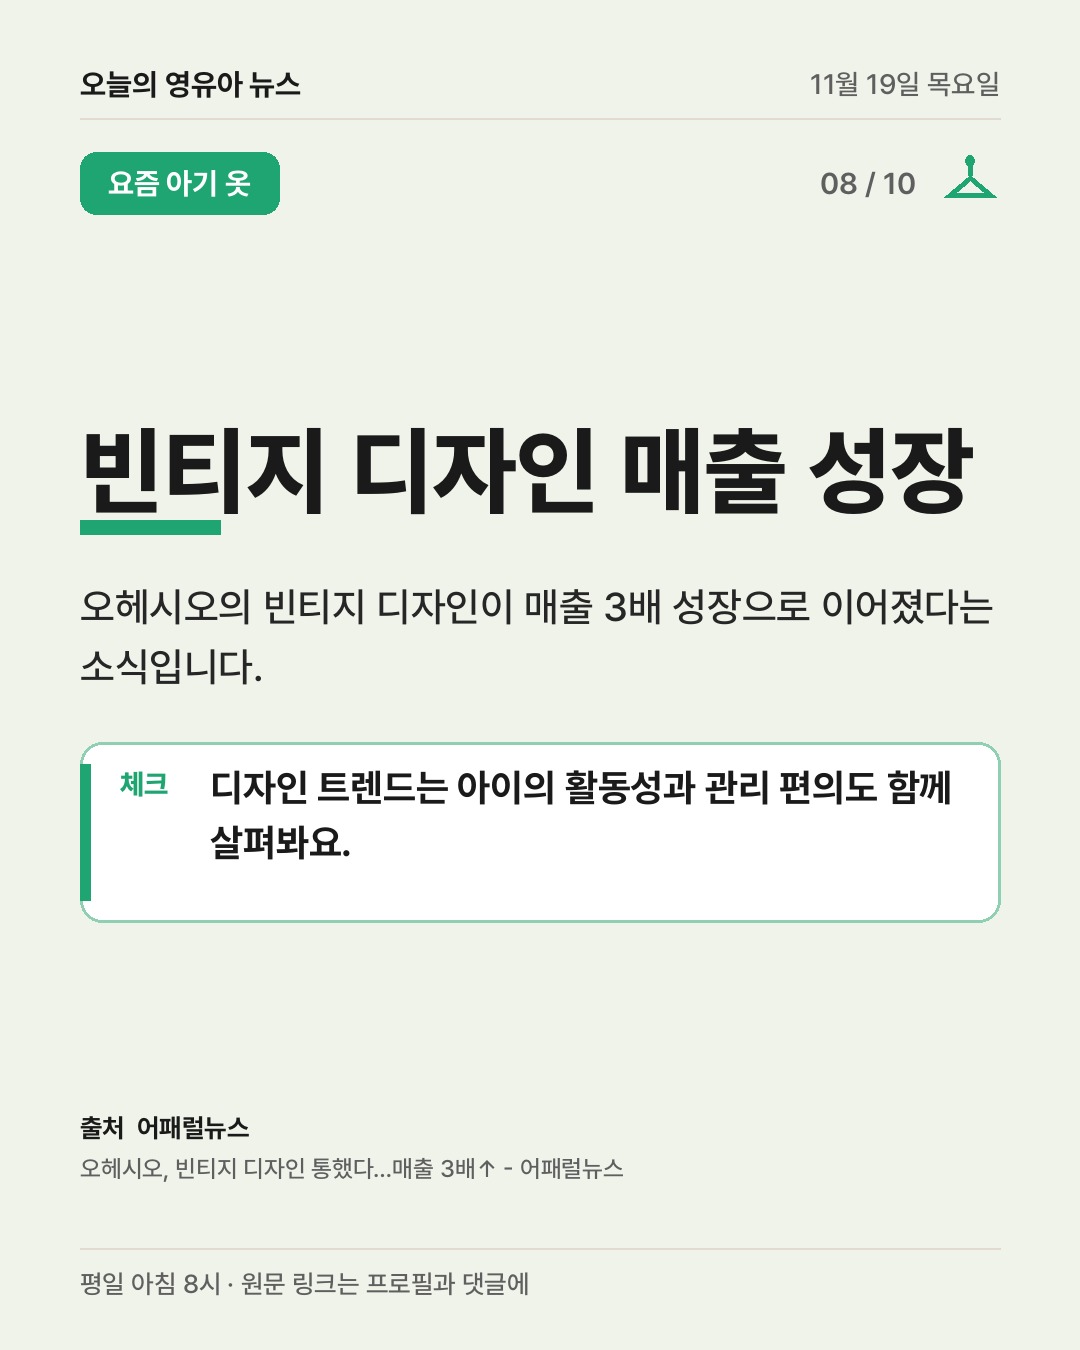 오늘의 영유아 뉴스
11월 19일 목요일
요즘 아기 옷
08 / 10
빈티지 디자인 매출 성장
오헤시오의 빈티지 디자인이 매출 3배 성장으로 이어졌다는
소식입니다.
체크
디자인 트렌드는 아이의 활동성과 관리 편의도 함께
살펴봐요.
출처 어패럴뉴스
오헤시오, 빈티지 디자인 통했다...매출 3배↑ - 어패럴뉴스
평일 아침 8시 · 원문 링크는 프로필과 댓글에